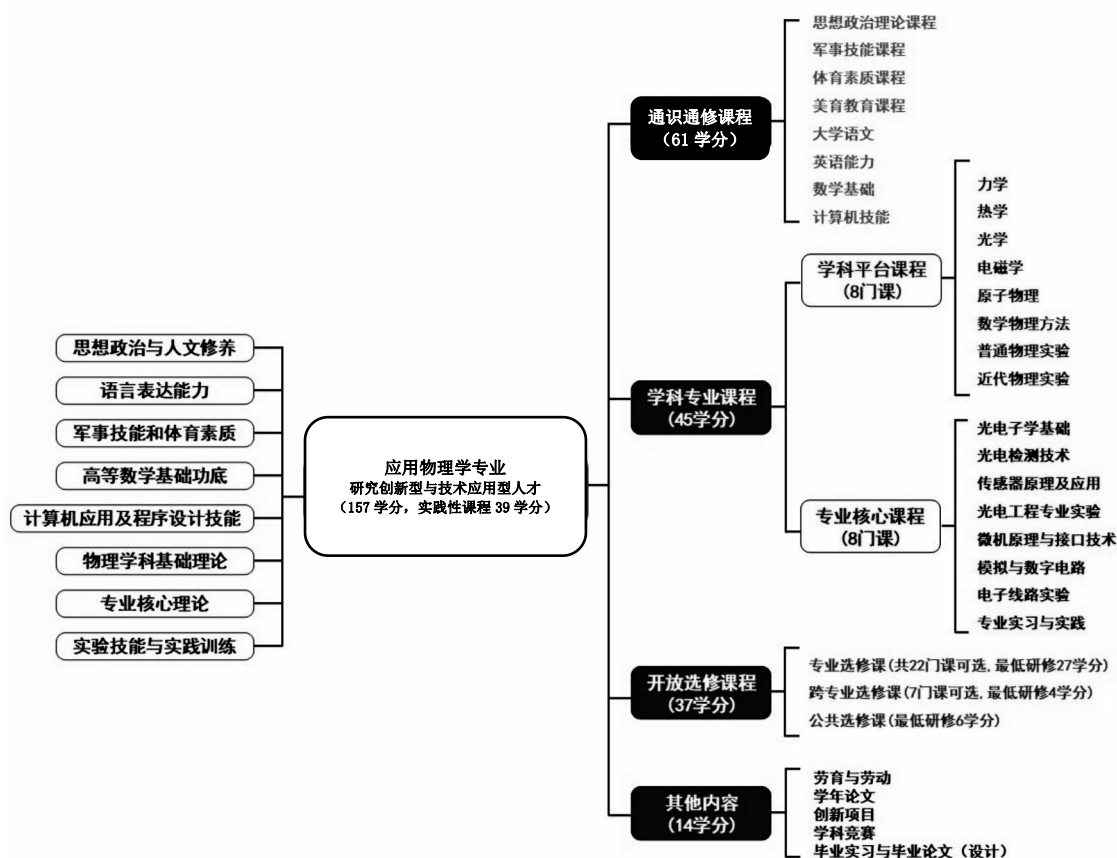 思想政治与人文修养
语言表达能力
军事技能和体育素质
高等数学基础功底
计算机应用及程序设计技能
物理学科基础理论
专业核心理论
实验技能与实践训练
应用物理学专业
研究创新型与技术应用型人才
（157 学分，实践性课程 39 学分）
通识通修课程
（61 学分）
思想政治理论课程
军事技能课程
体育素质课程
美育教育课程
大学语文
英语能力
数学基础
计算机技能
学科专业课程
(45学分)
学科平台课程
(8门课)
力学
热学
光学
电磁学
原子物理
数学物理方法
普通物理实验
近代物理实验
专业核心课程
(8门课)
光电子学基础
光电检测技术
传感器原理及应用
光电工程专业实验
微机原理与接口技术
模拟与数字电路
电子线路实验
专业实习与实践
开放选修课程
(37学分)
专业选修课(共22门课可选, 最低研修27学分)
跨专业选修课(7门课可选, 最低研修4学分)
公共选修课(最低研修6学分)
其他内容
(14学分)
劳育与劳动
学年论文
创新项目
学科竞赛
毕业实习与毕业论文（设计）